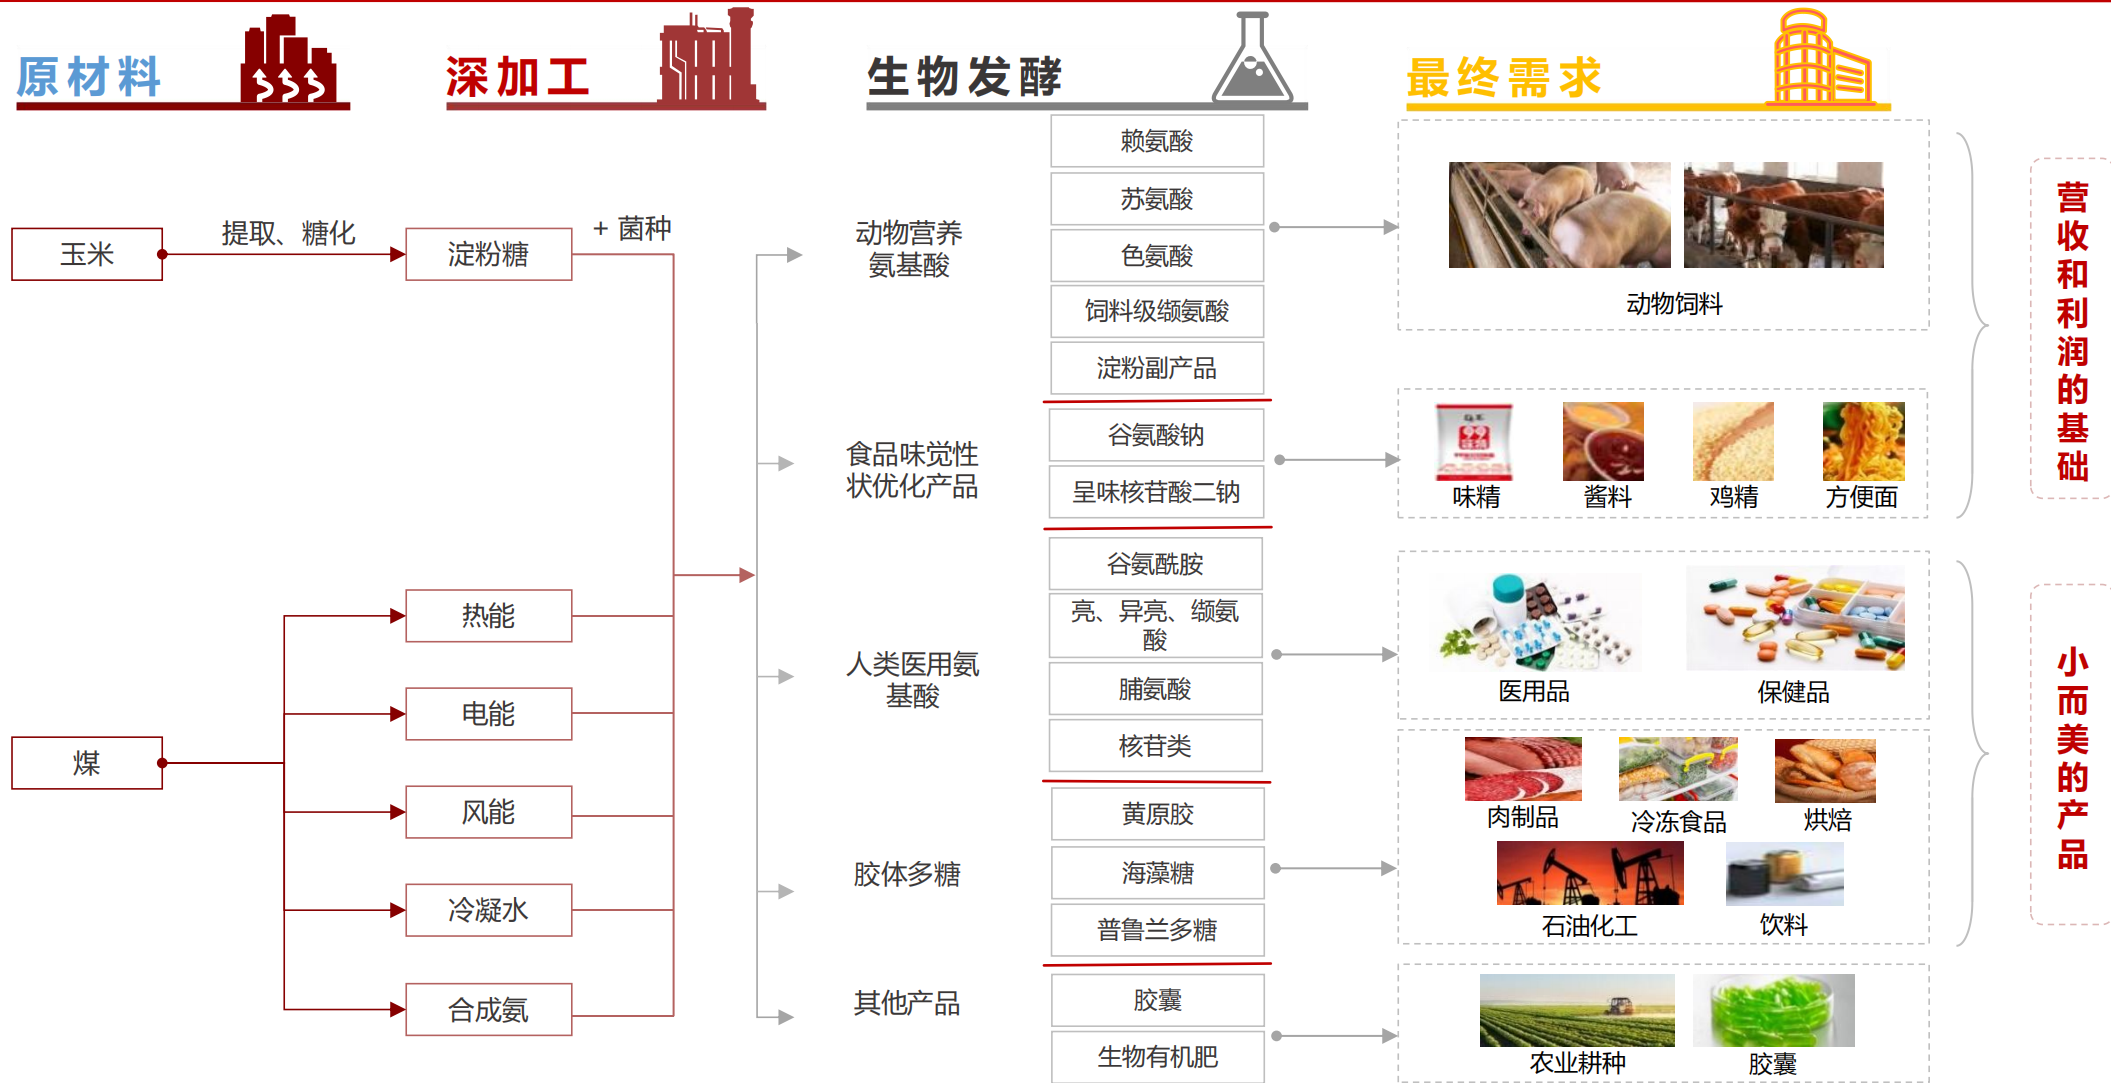 原材料
深加工
生物发酵
最终需求
玉米
提取、糖化
淀粉糖
+ 菌种
煤
热能
电能
风能
冷凝水
合成氨
动物营养
氨基酸
食品味觉性
状优化产品
人类医用氨
基酸
胶体多糖
其他产品
赖氨酸
苏氨酸
色氨酸
饲料级缬氨酸
淀粉副产品
谷氨酸钠
呈味核苷酸二钠
谷氨酰胺
亮、异亮、缬氨
酸
脯氨酸
核苷类
黄原胶
海藻糖
普鲁兰多糖
胶囊
生物有机肥
动物饲料
味精
酱料
鸡精
方便面
医用品
保健品
肉制品
冷冻食品
烘焙
石油化工
饮料
农业耕种
胶囊
营收和利润的基础
小而美的产品